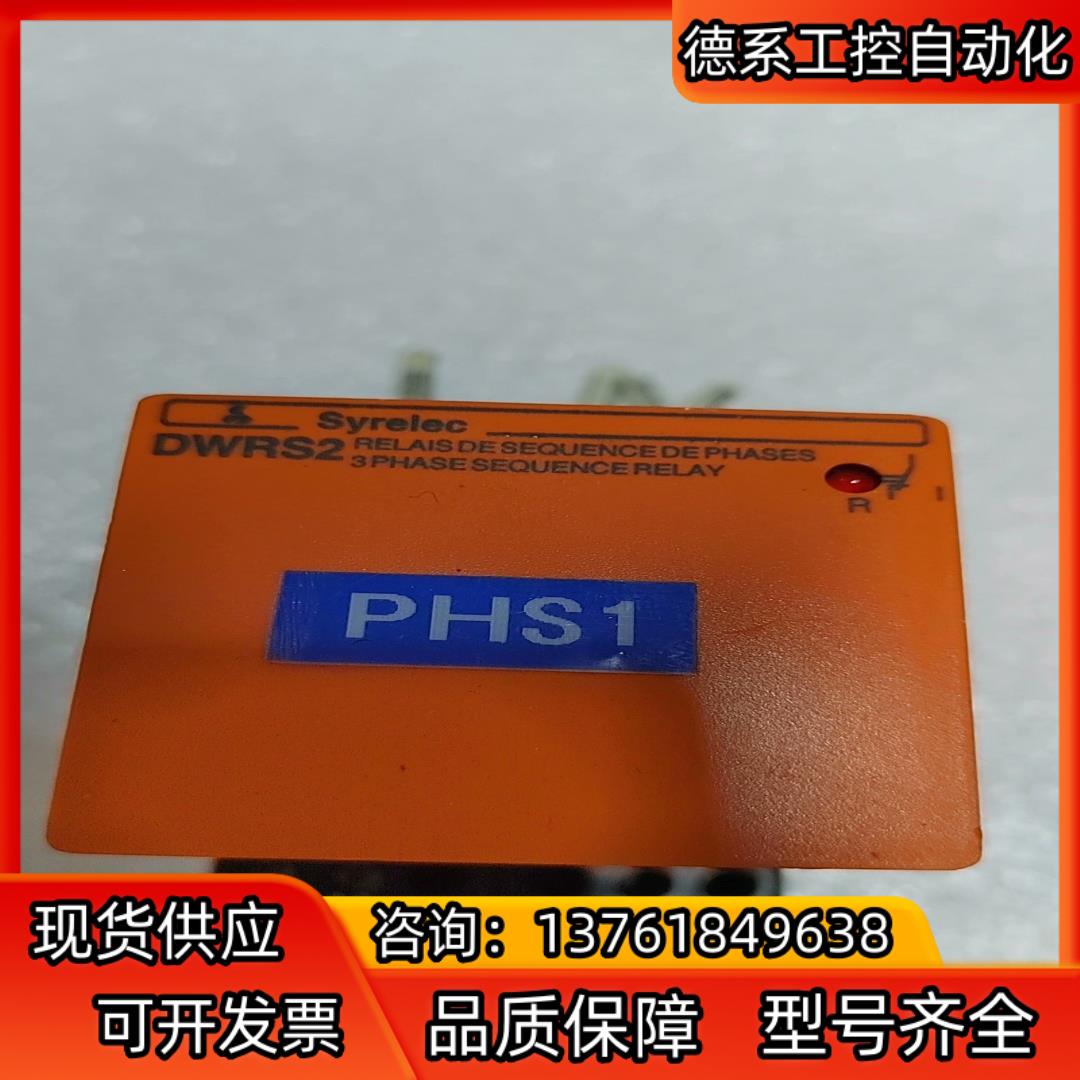 德系工控自动化
Syrelec
DWRS2 RELAIS DE SEQUENCE DE PHASES
3 PHASE SEQUENCE RELAY
R
PHS1
现货供应
咨询：13761849638
可开发票 品质保障 型号齐全